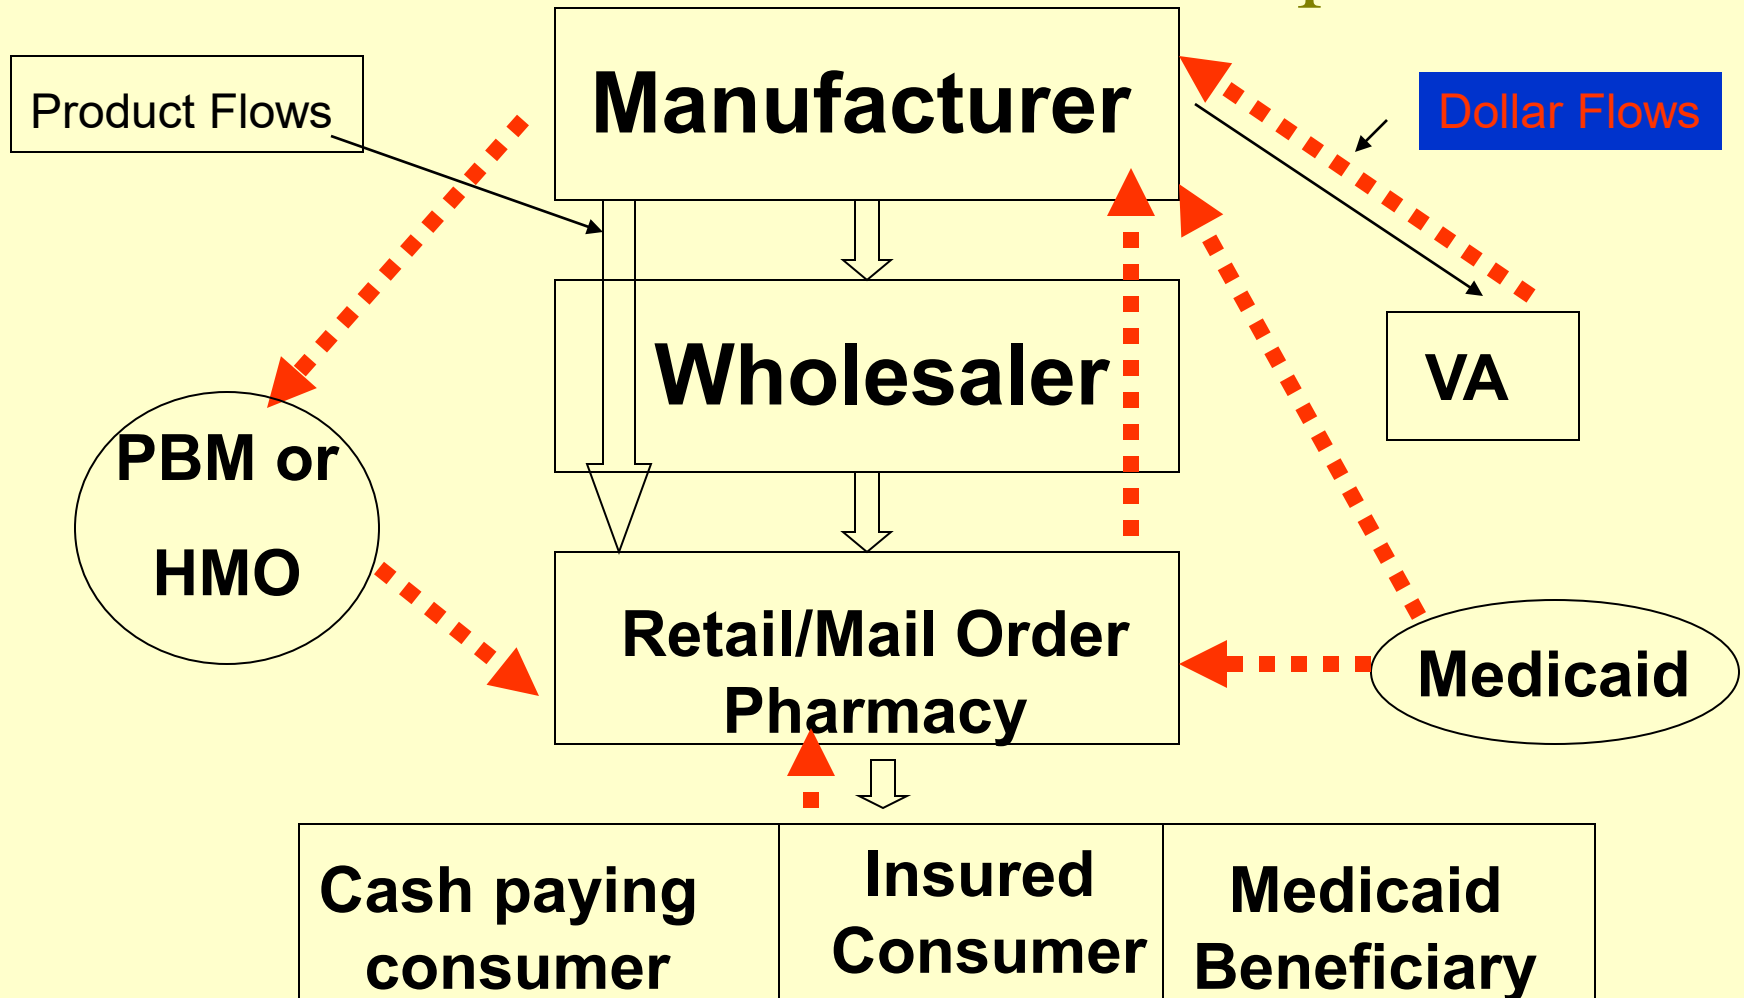 Manufacturer
Product Flows
Dollar Flows
Wholesaler
VA
PBM or
HMO
Retail/Mail Order
Pharmacy
Medicaid
Cash paying
consumer
Insured
Consumer
Medicaid
Beneficiary